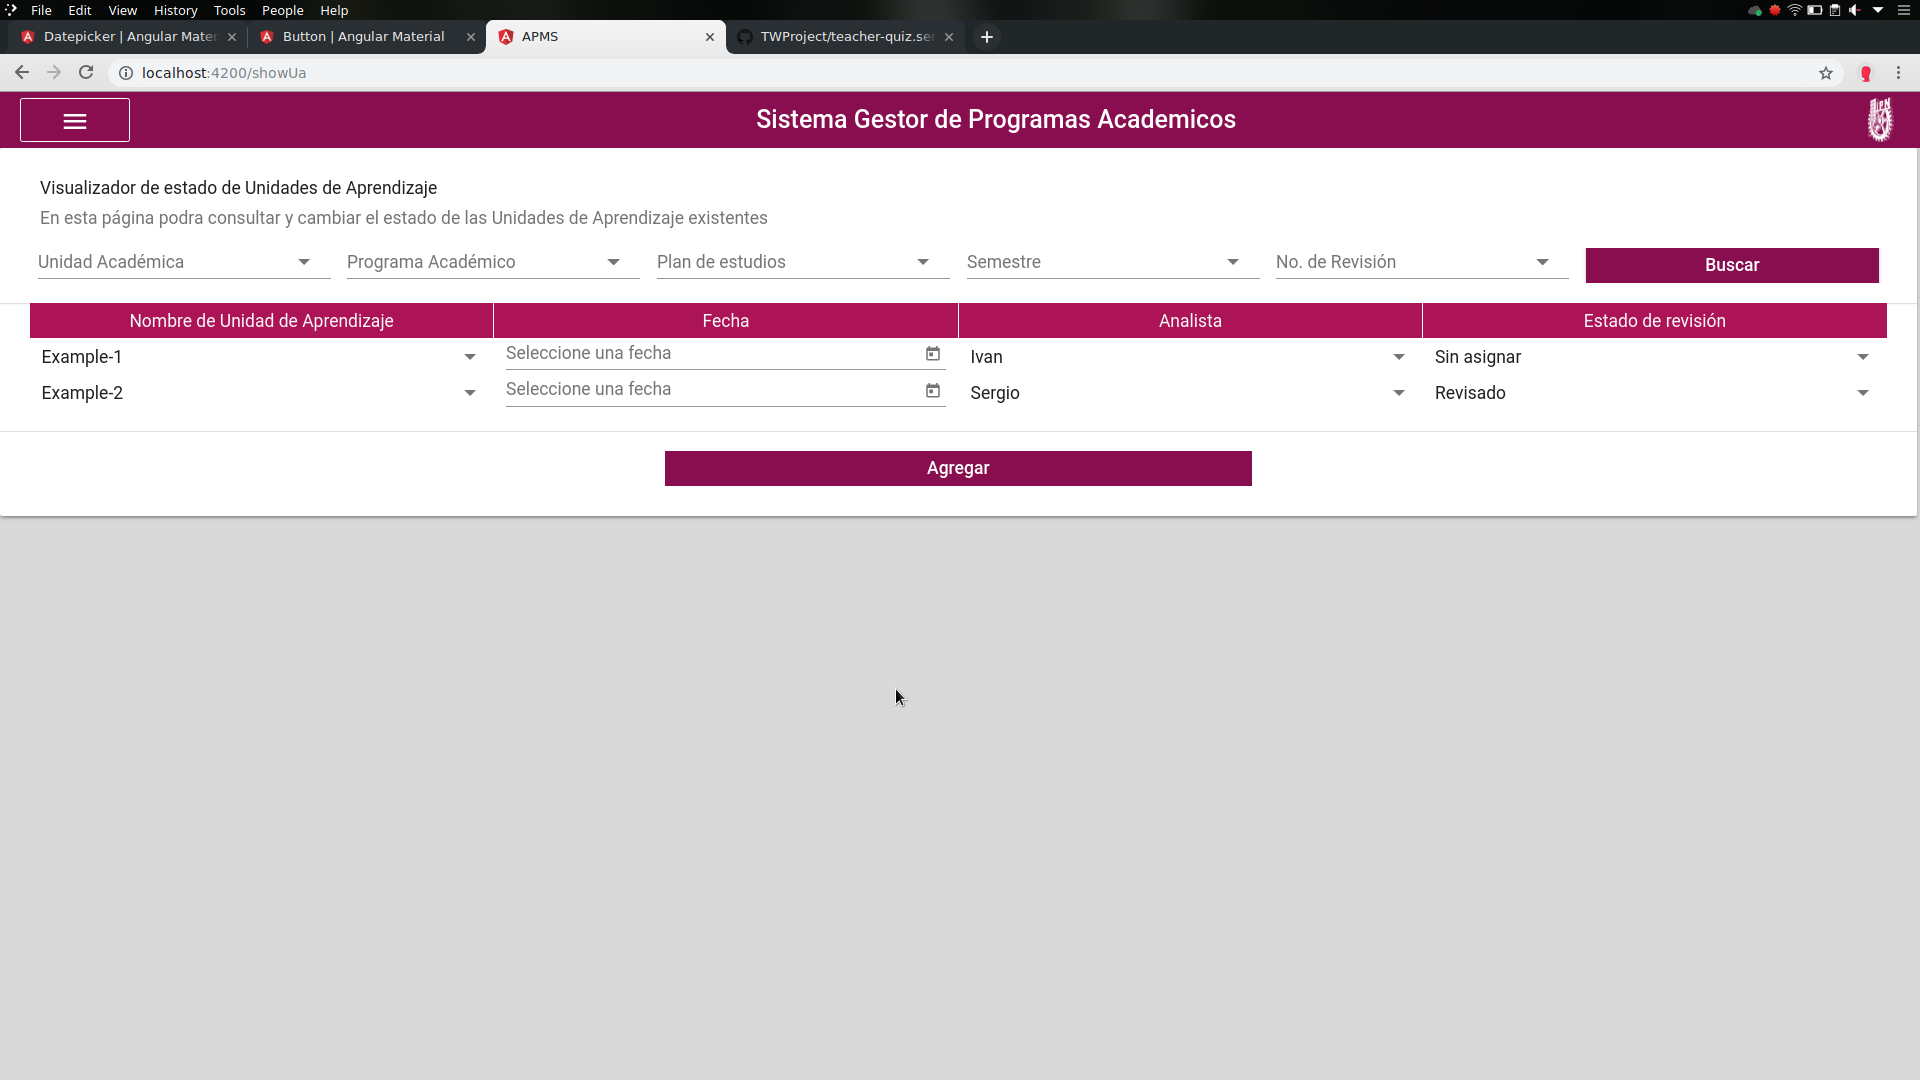 File Edit View History Tools People Help
Datepicker | Angular Mater Button | Angular Material APMS TWProject/teacher-quiz.ser
localhost:4200/showUa
Sistema Gestor de Programas Academicos
Visualizador de estado de Unidades de Aprendizaje
En esta página podra consultar y cambiar el estado de las Unidades de Aprendizaje existentes
Unidad Académica Programa Académico Plan de estudios Semestre No. de Revisión Buscar
Nombre de Unidad de Aprendizaje Fecha Analista Estado de revisión
Example-1 Seleccione una fecha Ivan Sin asignar
Example-2 Seleccione una fecha Sergio Revisado
Agregar